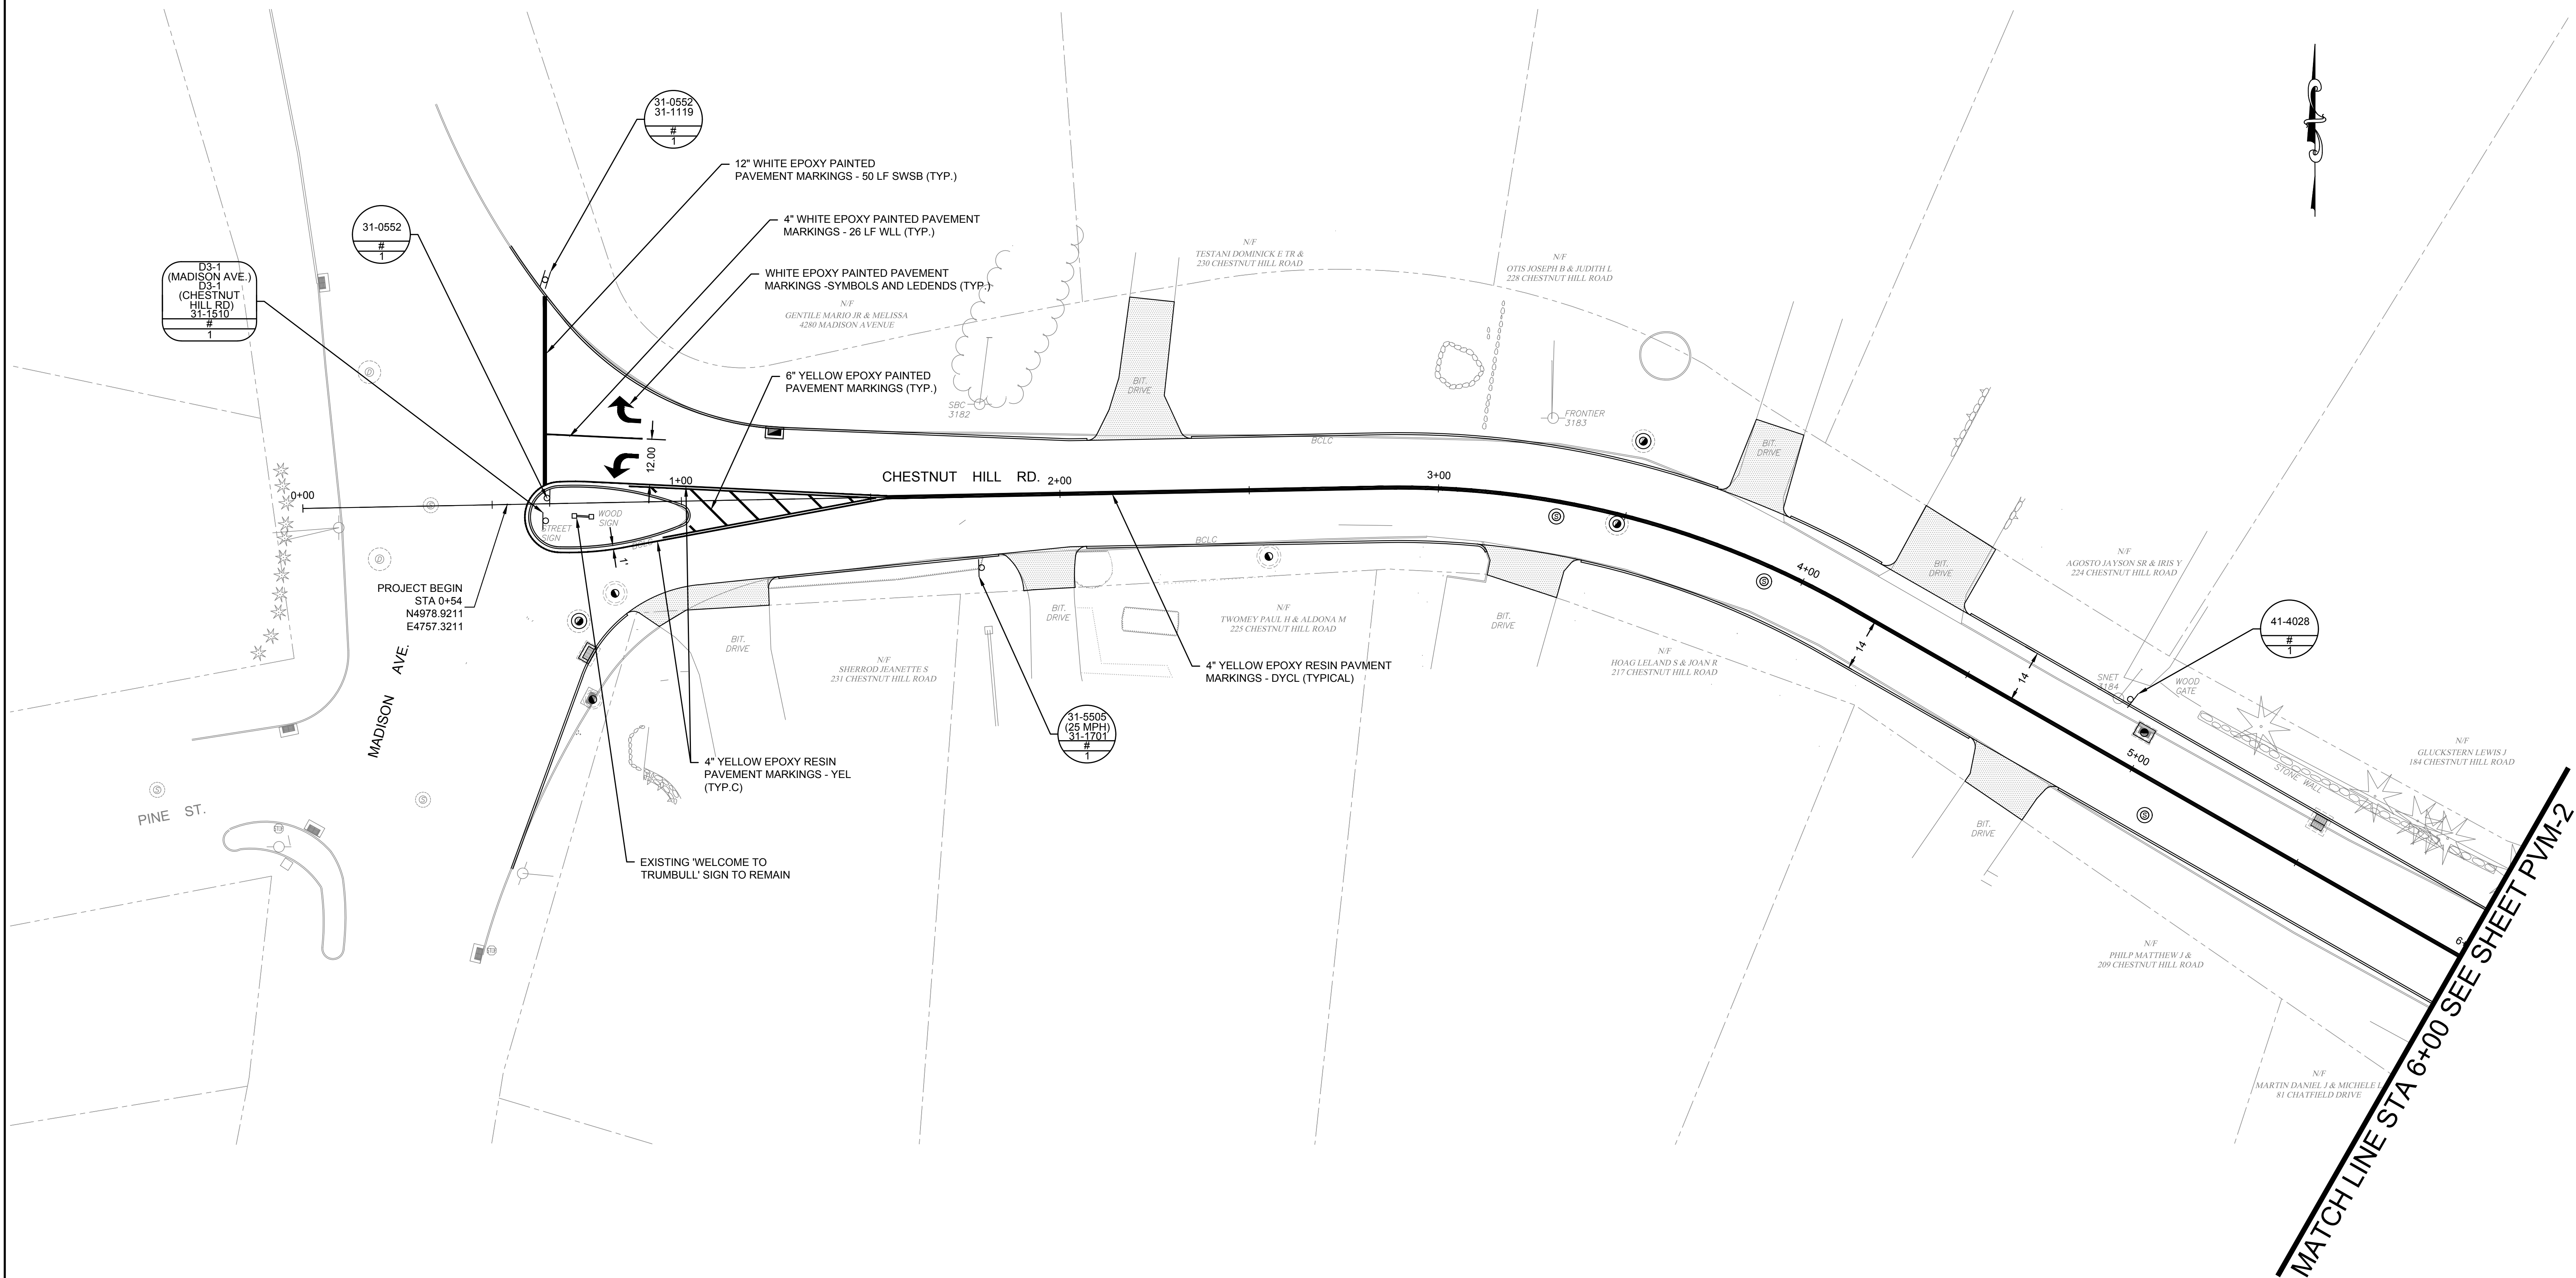 31-0552
31-1119
#
1
12" WHITE EPOXY PAINTED
PAVEMENT MARKINGS - 50 LF SWSB (TYP.)
31-0552
#
1
4" WHITE EPOXY PAINTED PAVEMENT
MARKINGS - 26 LF WLL (TYP.)
D3-1
(MADISON AVE.)
D3-1
(CHESTNUT
HILL RD)
31-1510
#
1
WHITE EPOXY PAINTED PAVEMENT
MARKINGS -SYMBOLS AND LEDENDS (TYP.)
N/F
GENTILE MARIO JR & MELISSA
4280 MADISON AVENUE
N/F
TESTANI DOMINICK E TR &
230 CHESTNUT HILL ROAD
N/F
OTIS JOSEPH B & JUDITH L
228 CHESTNUT HILL ROAD
6" YELLOW EPOXY PAINTED
PAVEMENT MARKINGS (TYP.)
SBC
3182
BIT.
DRIVE
FRONTIER
3183
BCLC
BIT.
DRIVE
12.00
D
0+00
1+00
CHESTNUT HILL RD.
2+00
3+00
S
WOOD
SIGN
STREET
SIGN
1'
D
BCLC
S
S
4+00
BIT.
DRIVE
N/F
AGOSTO JAYSON SR & IRIS Y
224 CHESTNUT HILL ROAD
PROJECT BEGIN
STA 0+54
N4978.9211
E4757.3211
MADISON AVE.
BIT.
DRIVE
N/F
SHERROD JEANETTE S
231 CHESTNUT HILL ROAD
BIT.
DRIVE
N/F
TWOMEY PAUL H & ALDONA M
225 CHESTNUT HILL ROAD
BIT.
DRIVE
N/F
HOAG LELAND S & JOAN R
217 CHESTNUT HILL ROAD
14
14
41-4028
#
1
4" YELLOW EPOXY RESIN PAVMENT
MARKINGS - DYCL (TYPICAL)
SNET
3184
WOOD
GATE
31-5505
(25 MPH)
31-1701
#
1
4" YELLOW EPOXY RESIN
PAVEMENT MARKINGS - YEL
(TYP.C)
5+00
STONE WALL
N/F
GLUCKSTERN LEWIS J
184 CHESTNUT HILL ROAD
S
S
S
PINE ST.
STOP
BIT.
DRIVE
EXISTING 'WELCOME TO
TRUMBULL' SIGN TO REMAIN
STOP
N/F
PHILP MATTHEW J &
209 CHESTNUT HILL ROAD
N/F
MARTIN DANIEL J & MICHELE L
81 CHATFIELD DRIVE
MATCH LINE STA 6+00 SEE SHEET PVM-2